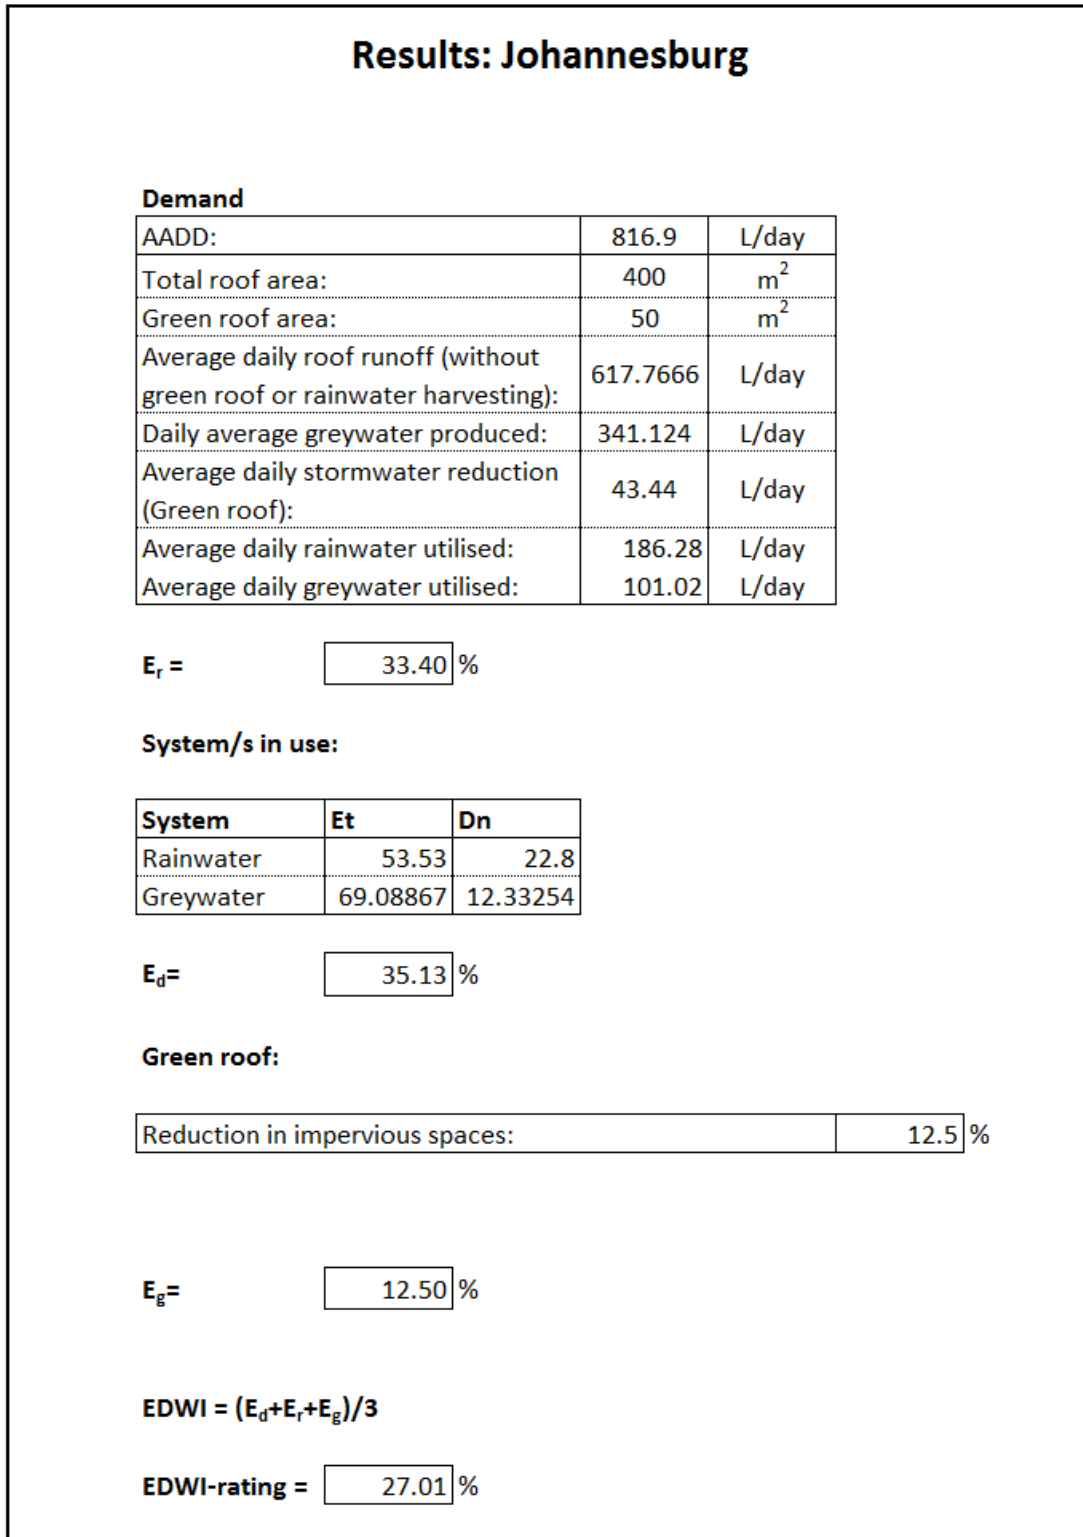 Results: Johannesburg
Demand
AADD: 816.9 L/day
Total roof area: 400 m²
Green roof area: 50 m²
Average daily roof runoff (without
green roof or rainwater harvesting): 617.7666 L/day
Daily average greywater produced: 341.124 L/day
Average daily stormwater reduction
(Green roof): 43.44 L/day
Average daily rainwater utilised: 186.28 L/day
Average daily greywater utilised: 101.02 L/day
Er = 33.40 %
System/s in use:
System Et Dn
Rainwater 53.53 22.8
Greywater 69.08867 12.33254
Ed= 35.13 %
Green roof:
Reduction in impervious spaces: 12.5 %
Eg= 12.50 %
EDWI = (Ed+Er+Eg)/3
EDWI-rating = 27.01 %